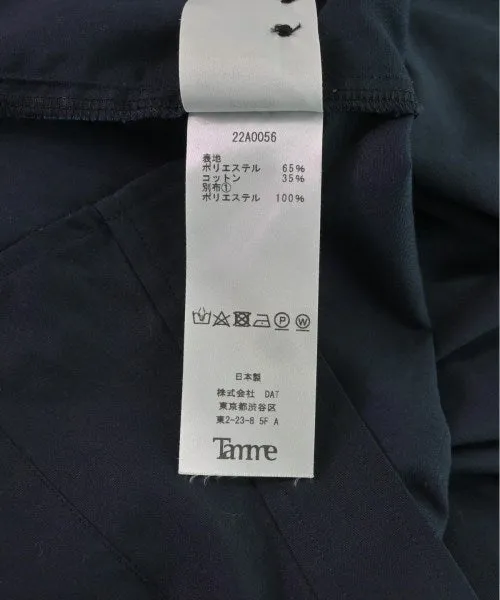 22A0056
表地
ポリエステル 65%
コットン 35%
別布①
ポリエステル 100%
P W
日本製
株式会社 DA7
東京都渋谷区
東2-23-8 5F A
Tamme